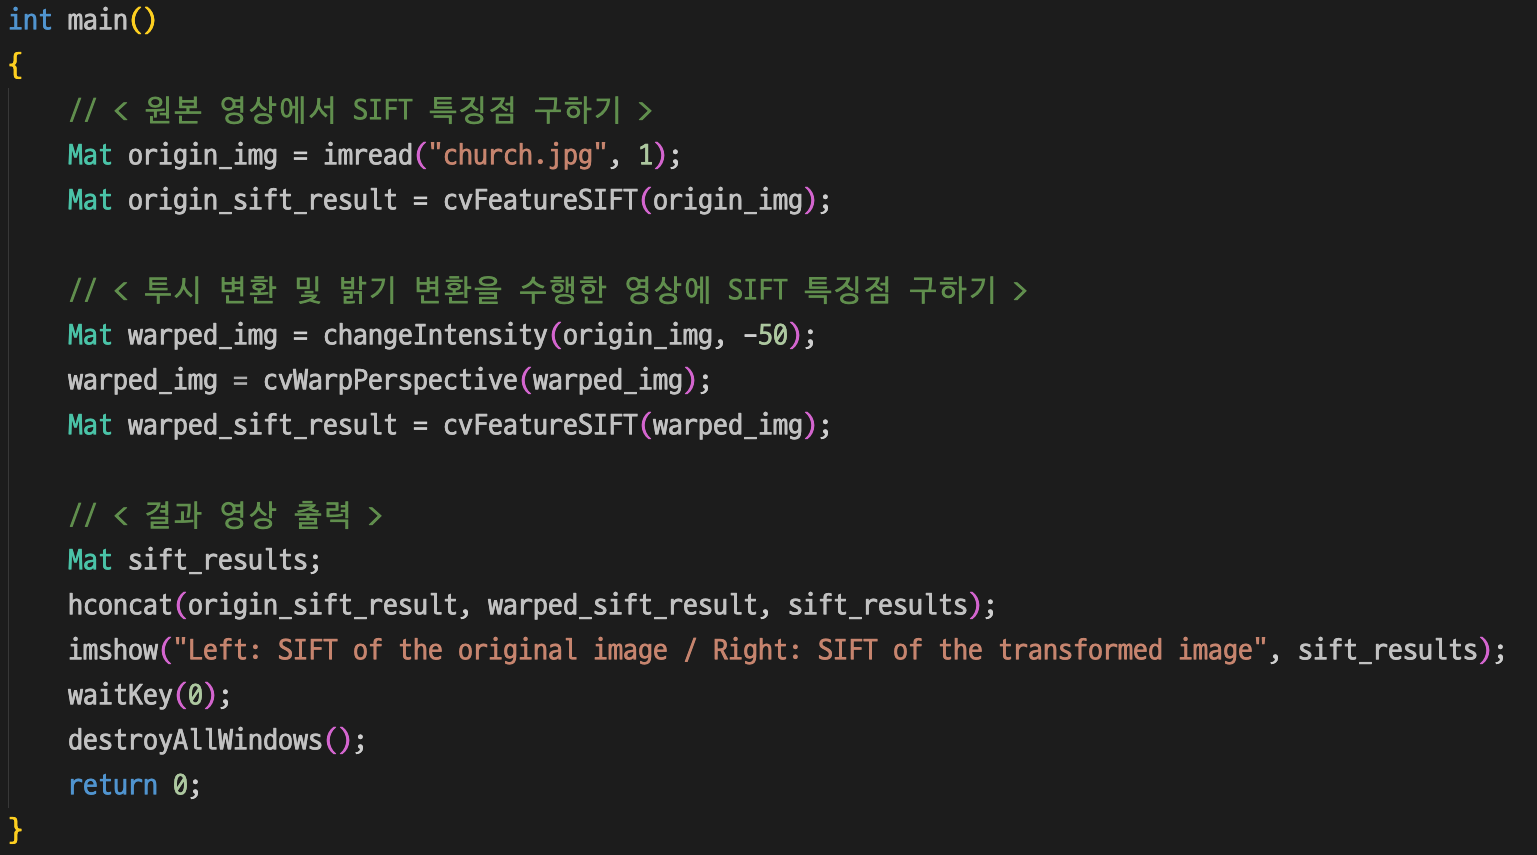 int main()
{
// < 원본 영상에서 SIFT 특징점 구하기 >
Mat origin_img = imread("church.jpg", 1);
Mat origin_sift_result = cvFeatureSIFT(origin_img);
// < 투시 변환 및 밝기 변환을 수행한 영상에 SIFT 특징점 구하기 >
Mat warped_img = changeIntensity(origin_img, -50);
warped_img = cvWarpPerspective(warped_img);
Mat warped_sift_result = cvFeatureSIFT(warped_img);
// < 결과 영상 출력 >
Mat sift_results;
hconcat(origin_sift_result, warped_sift_result, sift_results);
imshow("Left: SIFT of the original image / Right: SIFT of the transformed image", sift_results);
waitKey(0);
destroyAllWindows();
return 0;
}